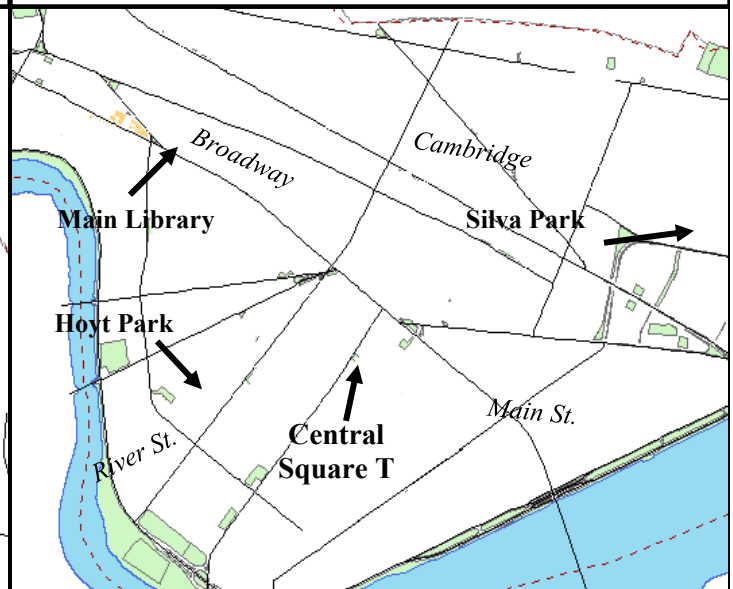 Broadway
Cambridge
Main Library
Silva Park
Hoyt Park
Main St.
Central
Square T
River St.